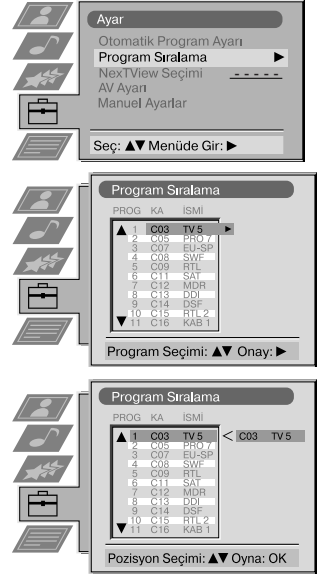 Ayar
Otomatik Program Ayarı
Program Sıralama ►
NexTView Seçimi - - - - -
AV Ayarı
Manuel Ayarlar
Seç: ▲▼ Menüde Gir: ►
Program Sıralama
PROG KA İSMİ
1 C03 TV 5 ►
2 C05 PRO 7
3 C07 EU-SP
4 C08 SWF
5 C09 RTL
6 C11 SAT
7 C12 MDR
8 C13 DDI
9 C14 DSF
10 C15 RTL 2
11 C16 KAB 1
Program Seçimi: ▲▼ Onay: ►
Program Sıralama
PROG KA İSMİ
1 C03 TV 5 < C03 TV 5
2 C05 PRO 7
3 C07 EU-SP
4 C08 SWF
5 C09 RTL
6 C11 SAT
7 C12 MDR
8 C13 DDI
9 C14 DSF
10 C15 RTL 2
11 C16 KAB 1
Pozisyon Seçimi: ▲▼ Oyna: OK